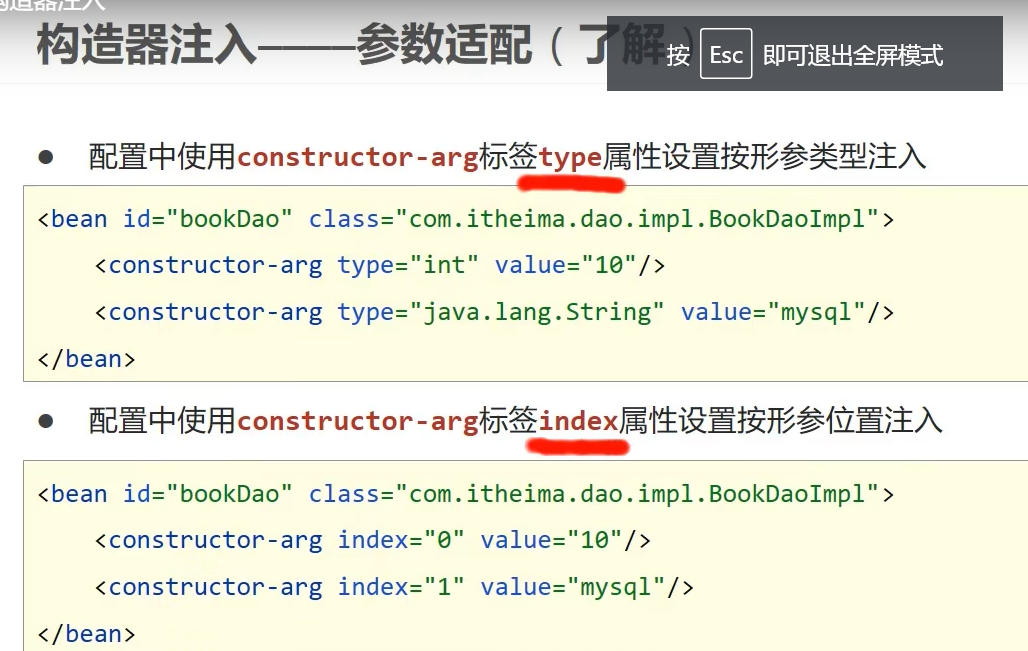 构造器注入
构造器注入——参数适配（了解）
按 Esc 即可退出全屏模式
● 配置中使用constructor-arg标签type属性设置按形参类型注入
<bean id="bookDao" class="com.itheima.dao.impl.BookDaoImpl">
<constructor-arg type="int" value="10"/>
<constructor-arg type="java.lang.String" value="mysql"/>
</bean>
● 配置中使用constructor-arg标签index属性设置按形参位置注入
<bean id="bookDao" class="com.itheima.dao.impl.BookDaoImpl">
<constructor-arg index="0" value="10"/>
<constructor-arg index="1" value="mysql"/>
</bean>